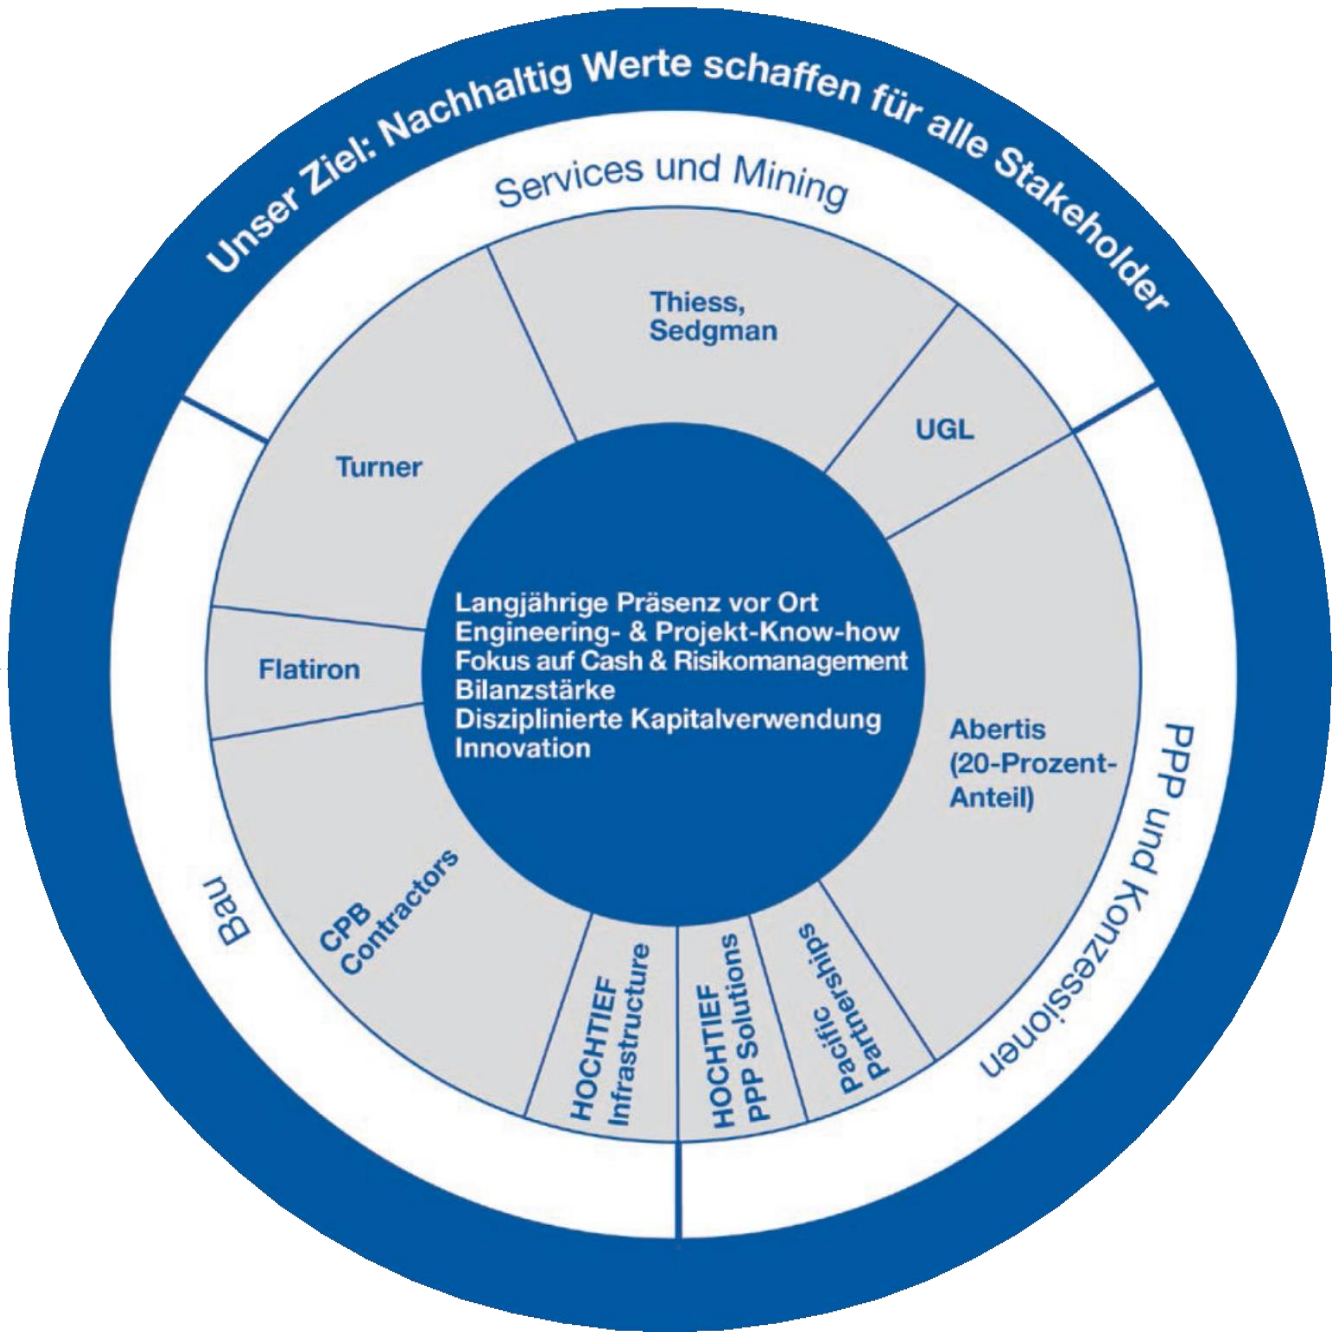 Unser Ziel: Nachhaltig Werte schaffen für alle Stakeholder
Services und Mining
Thiess,
Sedgman
UGL
Turner
Flatiron
CPB
Contractors
Bau
HOCHTIEF
Infrastructure
HOCHTIEF
PPP Solutions
Pacific
Partnerships
Abertis
(20-Prozent-
Anteil)
PPP und Konzessionen
Langjährige Präsenz vor Ort
Engineering- & Projekt-Know-how
Fokus auf Cash & Risikomanagement
Bilanzstärke
Disziplinierte Kapitalverwendung
Innovation